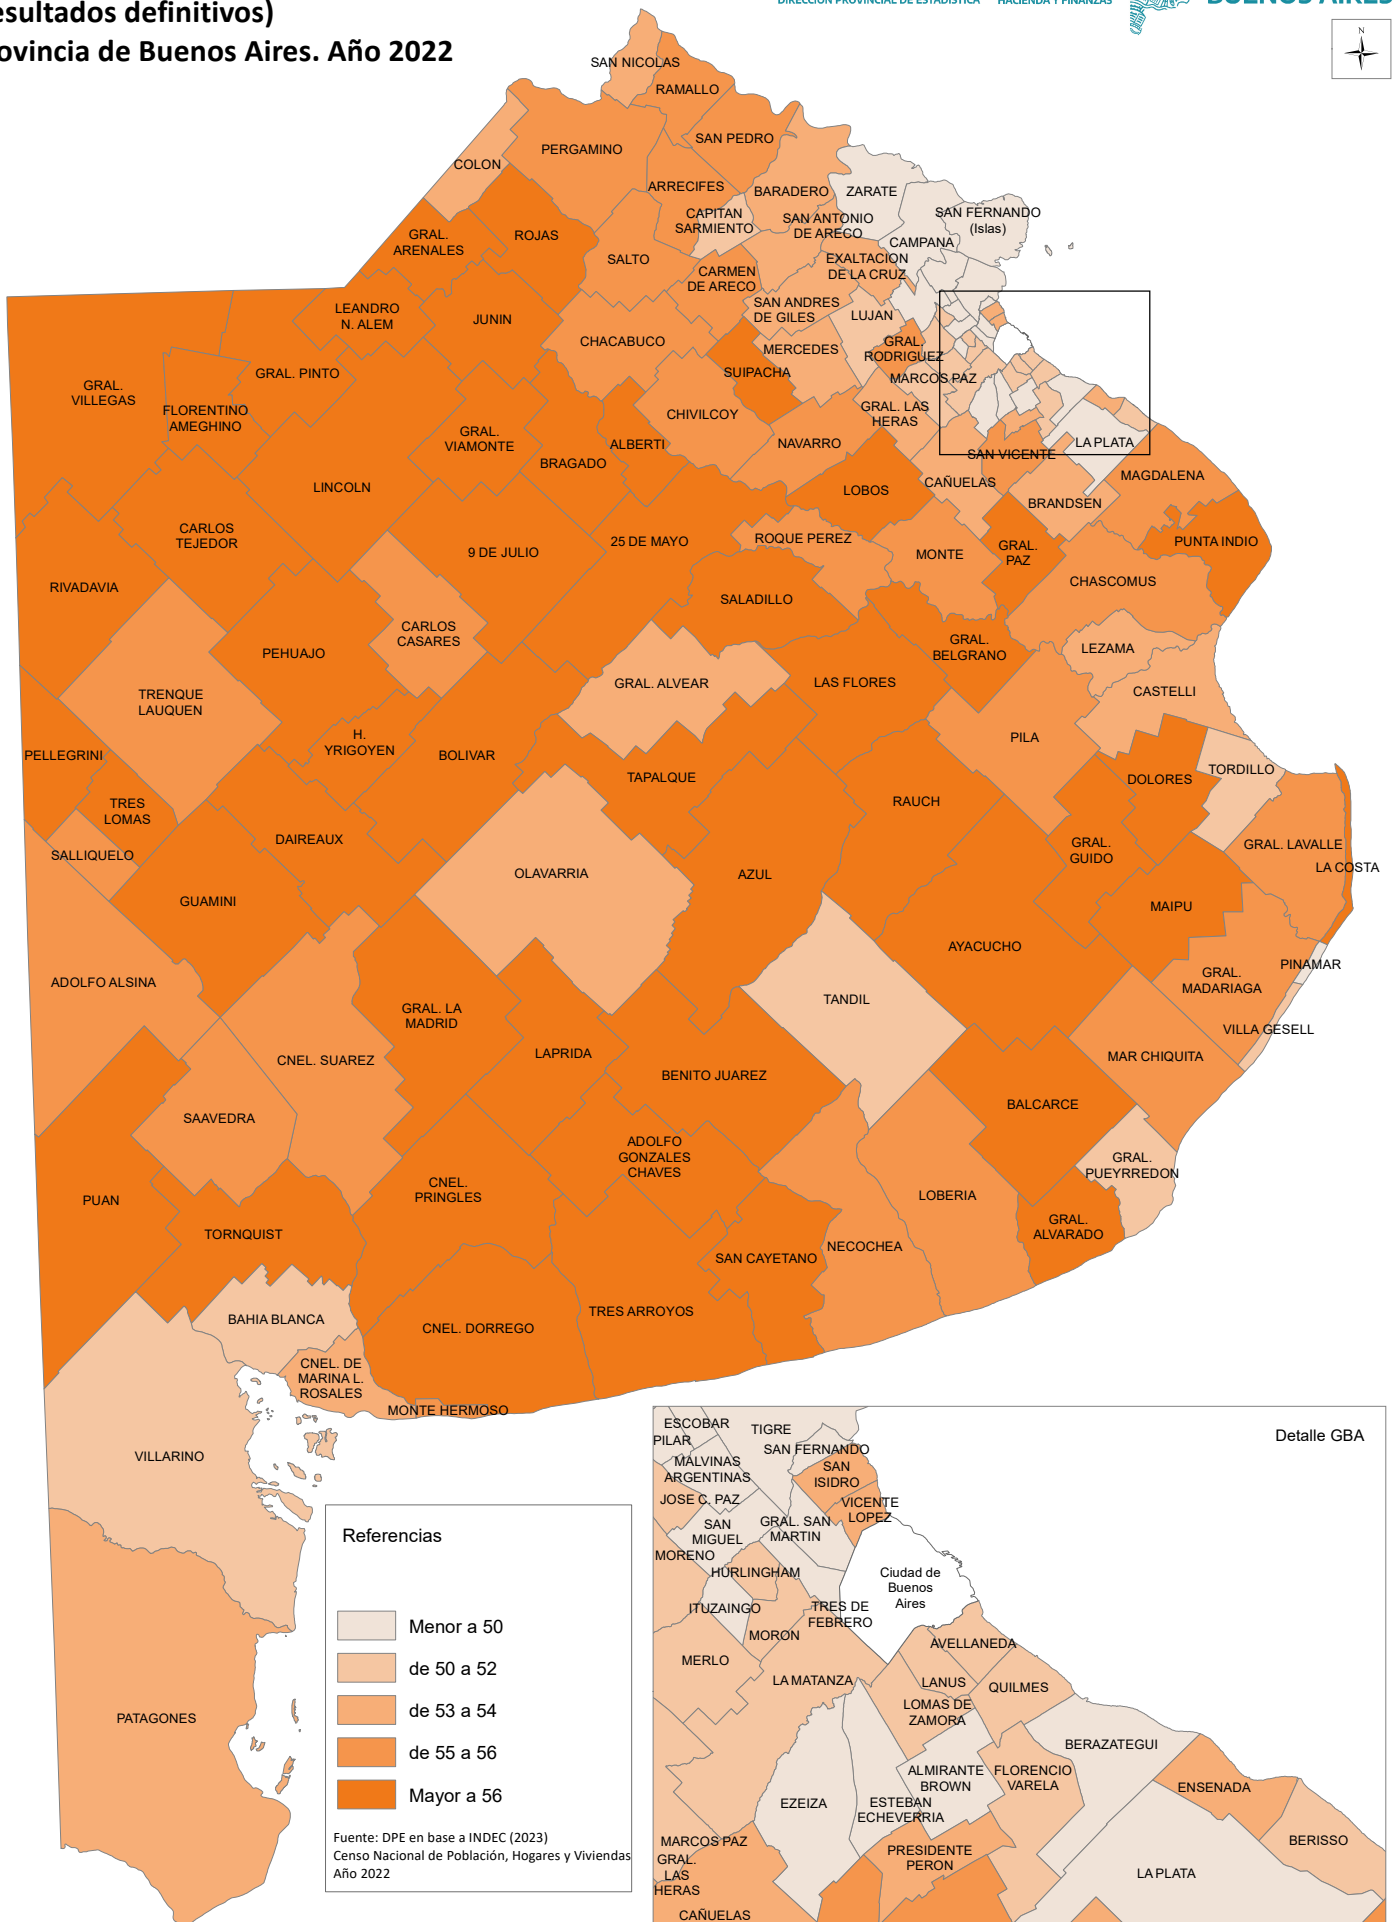 esultados definitivos)
ovincia de Buenos Aires. Año 2022
DIRECCIÓN PROVINCIAL DE ESTADÍSTICA
HACIENDA Y FINANZAS
BUENOS AIRES
N
SAN NICOLAS
RAMALLO
SAN PEDRO
PERGAMINO
COLON
ARRECIFES
BARADERO
ZARATE
CAPITAN
SARMIENTO
SAN ANTONIO
DE ARECO
SAN FERNANDO
(Islas)
CAMPANA
GRAL.
ARENALES
ROJAS
SALTO
CARMEN
DE ARECO
EXALTACION
DE LA CRUZ
LEANDRO
N. ALEM
JUNIN
CHACABUCO
SAN ANDRES
DE GILES
LUJAN
MERCEDES
GRAL.
RODRIGUEZ
SUIPACHA
MARCOS PAZ
GRAL.
VILLEGAS
GRAL. PINTO
FLORENTINO
AMEGHINO
CHIVILCOY
GRAL. LAS
HERAS
GRAL.
VIAMONTE
BRAGADO
ALBERTI
NAVARRO
LA PLATA
SAN VICENTE
LINCOLN
LOBOS
CAÑUELAS
MAGDALENA
BRANDSEN
CARLOS
TEJEDOR
9 DE JULIO
25 DE MAYO
ROQUE PEREZ
MONTE
GRAL.
PAZ
PUNTA INDIO
RIVADAVIA
SALADILLO
CHASCOMUS
CARLOS
CASARES
PEHUAJO
GRAL.
BELGRANO
LEZAMA
TRENQUE
LAUQUEN
GRAL. ALVEAR
LAS FLORES
CASTELLI
PELLEGRINI
H.
YRIGOYEN
BOLIVAR
PILA
TAPALQUE
DOLORES
TORDILLO
TRES
LOMAS
RAUCH
DAIREAUX
SALLIQUELO
GRAL.
GUIDO
GRAL. LAVALLE
LA COSTA
OLAVARRIA
AZUL
GUAMINI
MAIPU
AYACUCHO
ADOLFO ALSINA
PINAMAR
GRAL.
MADARIAGA
TANDIL
GRAL. LA
MADRID
VILLA GESELL
CNEL. SUAREZ
LAPRIDA
MAR CHIQUITA
BENITO JUAREZ
SAAVEDRA
BALCARCE
ADOLFO
GONZALES
CHAVES
GRAL.
PUEYRREDON
PUAN
CNEL.
PRINGLES
LOBERIA
TORNQUIST
GRAL.
ALVARADO
SAN CAYETANO
NECOCHEA
TRES ARROYOS
BAHIA BLANCA
CNEL. DORREGO
CNEL. DE
MARINA L.
ROSALES
MONTE HERMOSO
VILLARINO
PATAGONES
Referencias
Menor a 50
de 50 a 52
de 53 a 54
de 55 a 56
Mayor a 56
Fuente: DPE en base a INDEC (2023)
Censo Nacional de Población, Hogares y Viviendas
Año 2022
Detalle GBA
ESCOBAR
TIGRE
PILAR
SAN FERNANDO
MALVINAS
ARGENTINAS
SAN
ISIDRO
JOSE C. PAZ
VICENTE
LOPEZ
SAN
MIGUEL
GRAL. SAN
MARTIN
MORENO
HURLINGHAM
Ciudad de
Buenos
Aires
ITUZAINGO
TRES DE
FEBRERO
MORON
AVELLANEDA
MERLO
LA MATANZA
LANUS
QUILMES
LOMAS DE
ZAMORA
BERAZATEGUI
ALMIRANTE
BROWN
FLORENCIO
VARELA
ENSENADA
EZEIZA
ESTEBAN
ECHEVERRIA
BERISSO
MARCOS PAZ
PRESIDENTE
PERON
GRAL.
LAS
HERAS
LA PLATA
CAÑUELAS